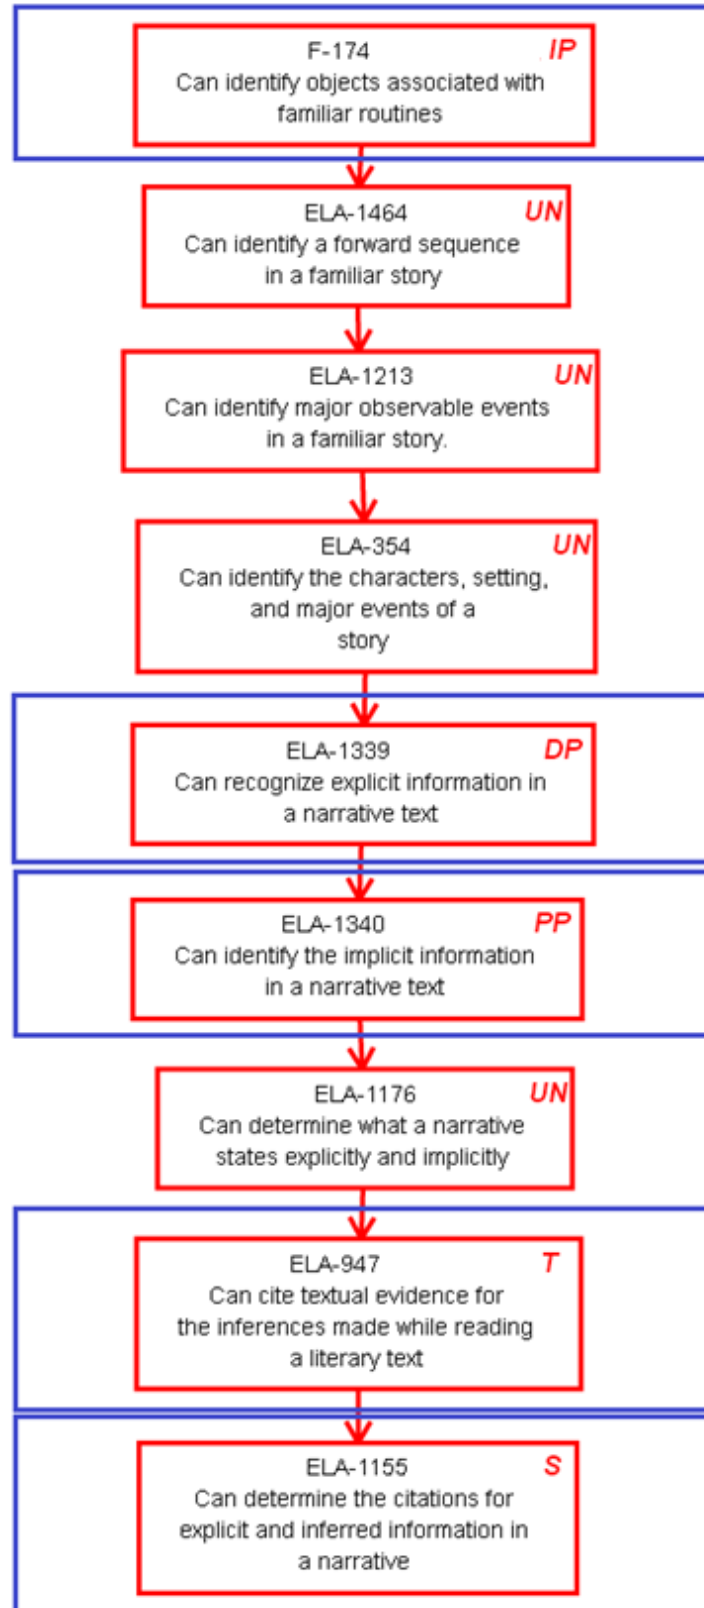 F-174 IP
Can identify objects associated with
familiar routines
ELA-1464 UN
Can identify a forward sequence
in a familiar story
ELA-1213 UN
Can identify major observable events
in a familiar story.
ELA-354 UN
Can identify the characters, setting,
and major events of a
story
ELA-1339 DP
Can recognize explicit information in
a narrative text
ELA-1340 PP
Can identify the implicit information
in a narrative text
ELA-1176 UN
Can determine what a narrative
states explicitly and implicitly
ELA-947 T
Can cite textual evidence for
the inferences made while reading
a literary text
ELA-1155 S
Can determine the citations for
explicit and inferred information in
a narrative